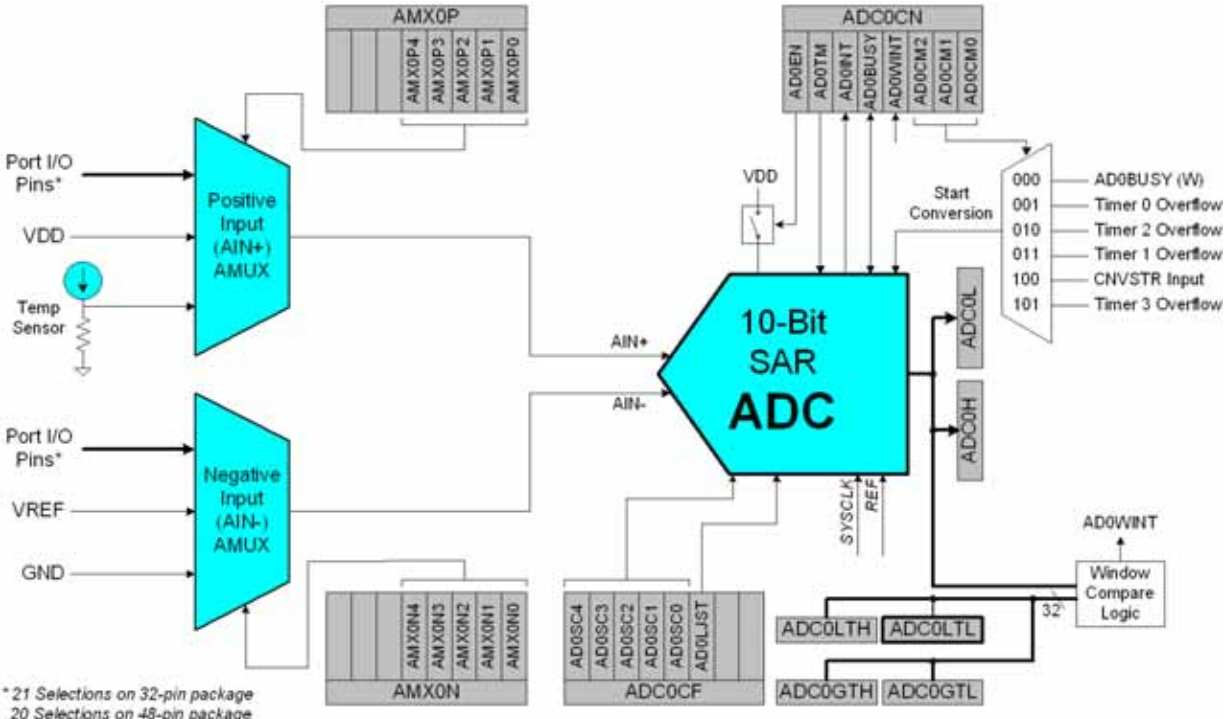 AMX0P
AMX0P4
AMX0P3
AMX0P2
AMX0P1
AMX0P0
ADC0CN
AD0EN
AD0TM
AD0INT
AD0BUSY
AD0WINT
AD0CM2
AD0CM1
AD0CM0
Port I/O
Pins*
VDD
Temp
Sensor
Positive
Input
(AIN+)
AMUX
VDD
Start
Conversion
000
AD0BUSY (W)
001
Timer 0 Overflow
010
Timer 2 Overflow
011
Timer 1 Overflow
100
CNVSTR Input
101
Timer 3 Overflow
AIN+
AIN-
10-Bit
SAR
ADC
ADC0L
ADC0H
Port I/O
Pins*
VREF
GND
Negative
Input
(AIN-)
AMUX
SYSCLK
REF
AD0WINT
Window
Compare
Logic
32
AMX0N4
AMX0N3
AMX0N2
AMX0N1
AMX0N0
AMX0N
AD0SC4
AD0SC3
AD0SC2
AD0SC1
AD0SC0
AD0LJST
ADC0CF
ADC0LTH
ADC0LTL
ADC0GTH
ADC0GTL
* 21 Selections on 32-pin package
20 Selections on 48-pin package